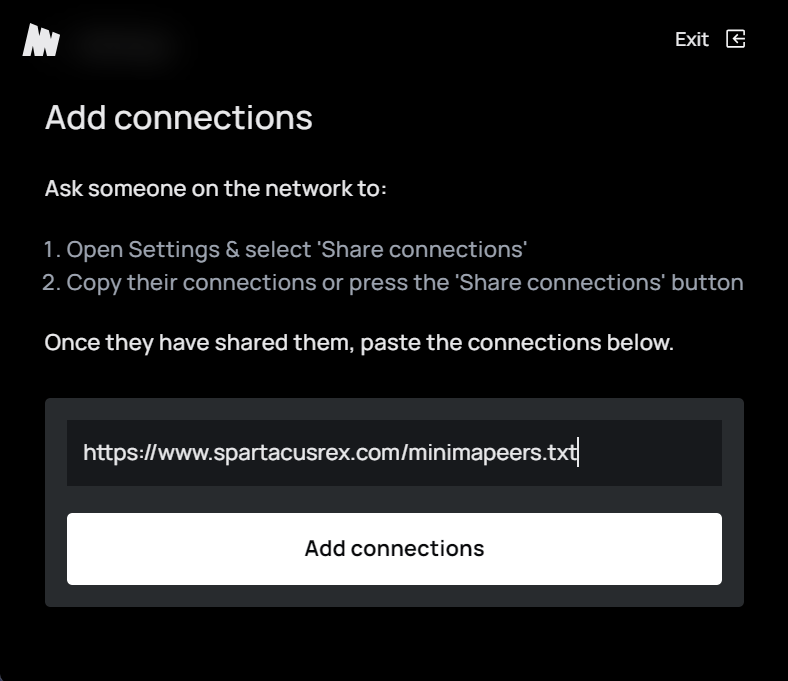 Exit
Add connections
Ask someone on the network to:
1. Open Settings & select 'Share connections'
2. Copy their connections or press the 'Share connections' button
Once they have shared them, paste the connections below.
https://www.spartacusrex.com/minimapeers.txt
Add connections